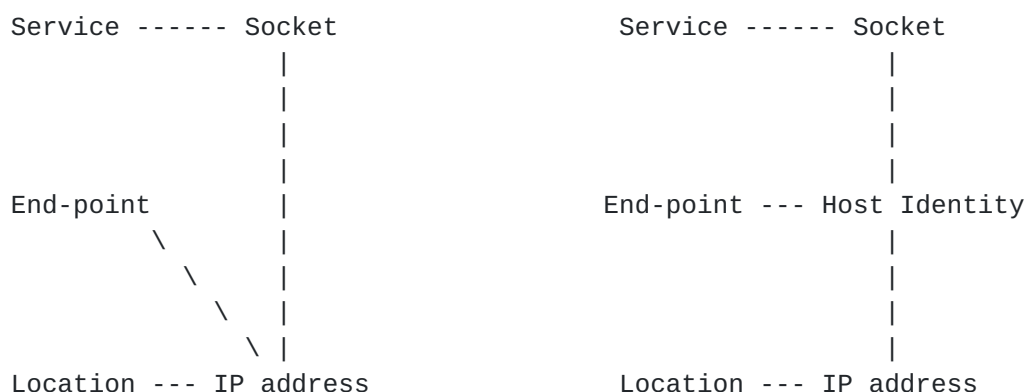 Service ------ Socket                  Service ------ Socket
                  |                                      |
                  |                                      |
                  |                                      |
                  |                                      |
End-point         |                    End-point --- Host Identity
         \        |                                      |
           \      |                                      |
             \    |                                      |
               \  |                                      |
Location --- IP address                Location --- IP address